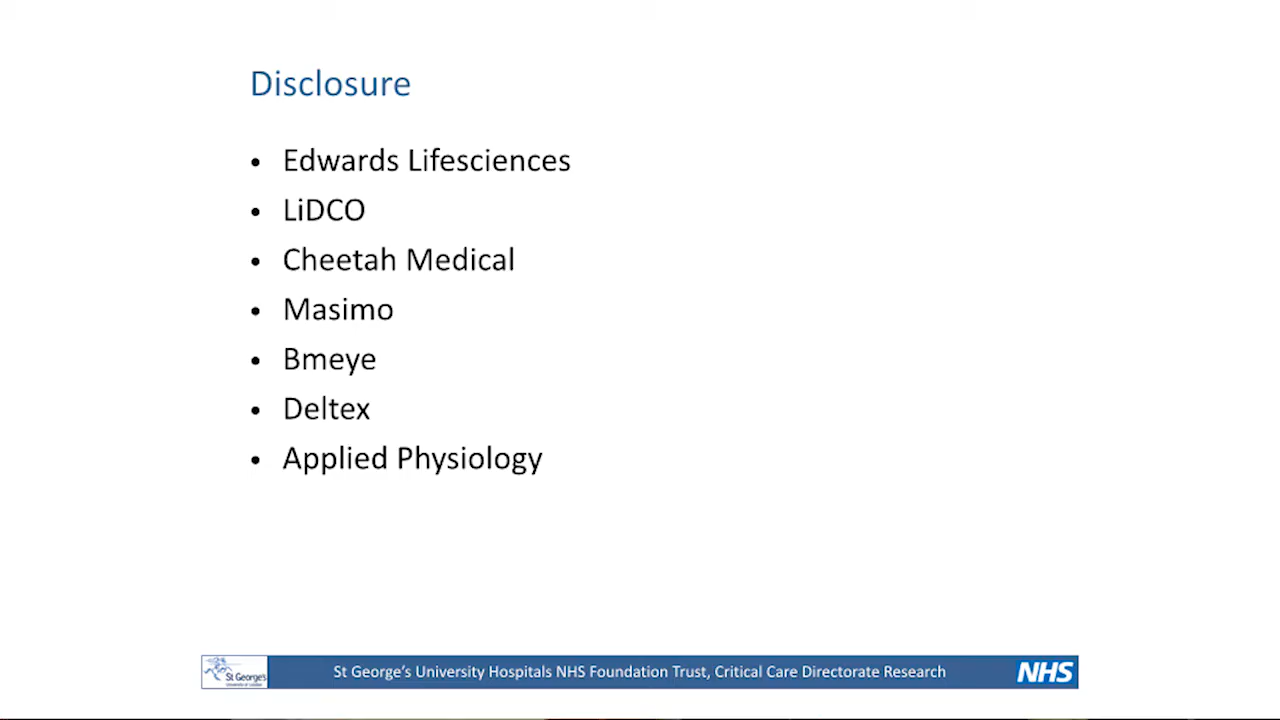 Disclosure
• Edwards Lifesciences
• LiDCO
• Cheetah Medical
• Masimo
• Bmeye
• Deltex
• Applied Physiology
St George's
St George’s University Hospitals NHS Foundation Trust, Critical Care Directorate Research
NHS